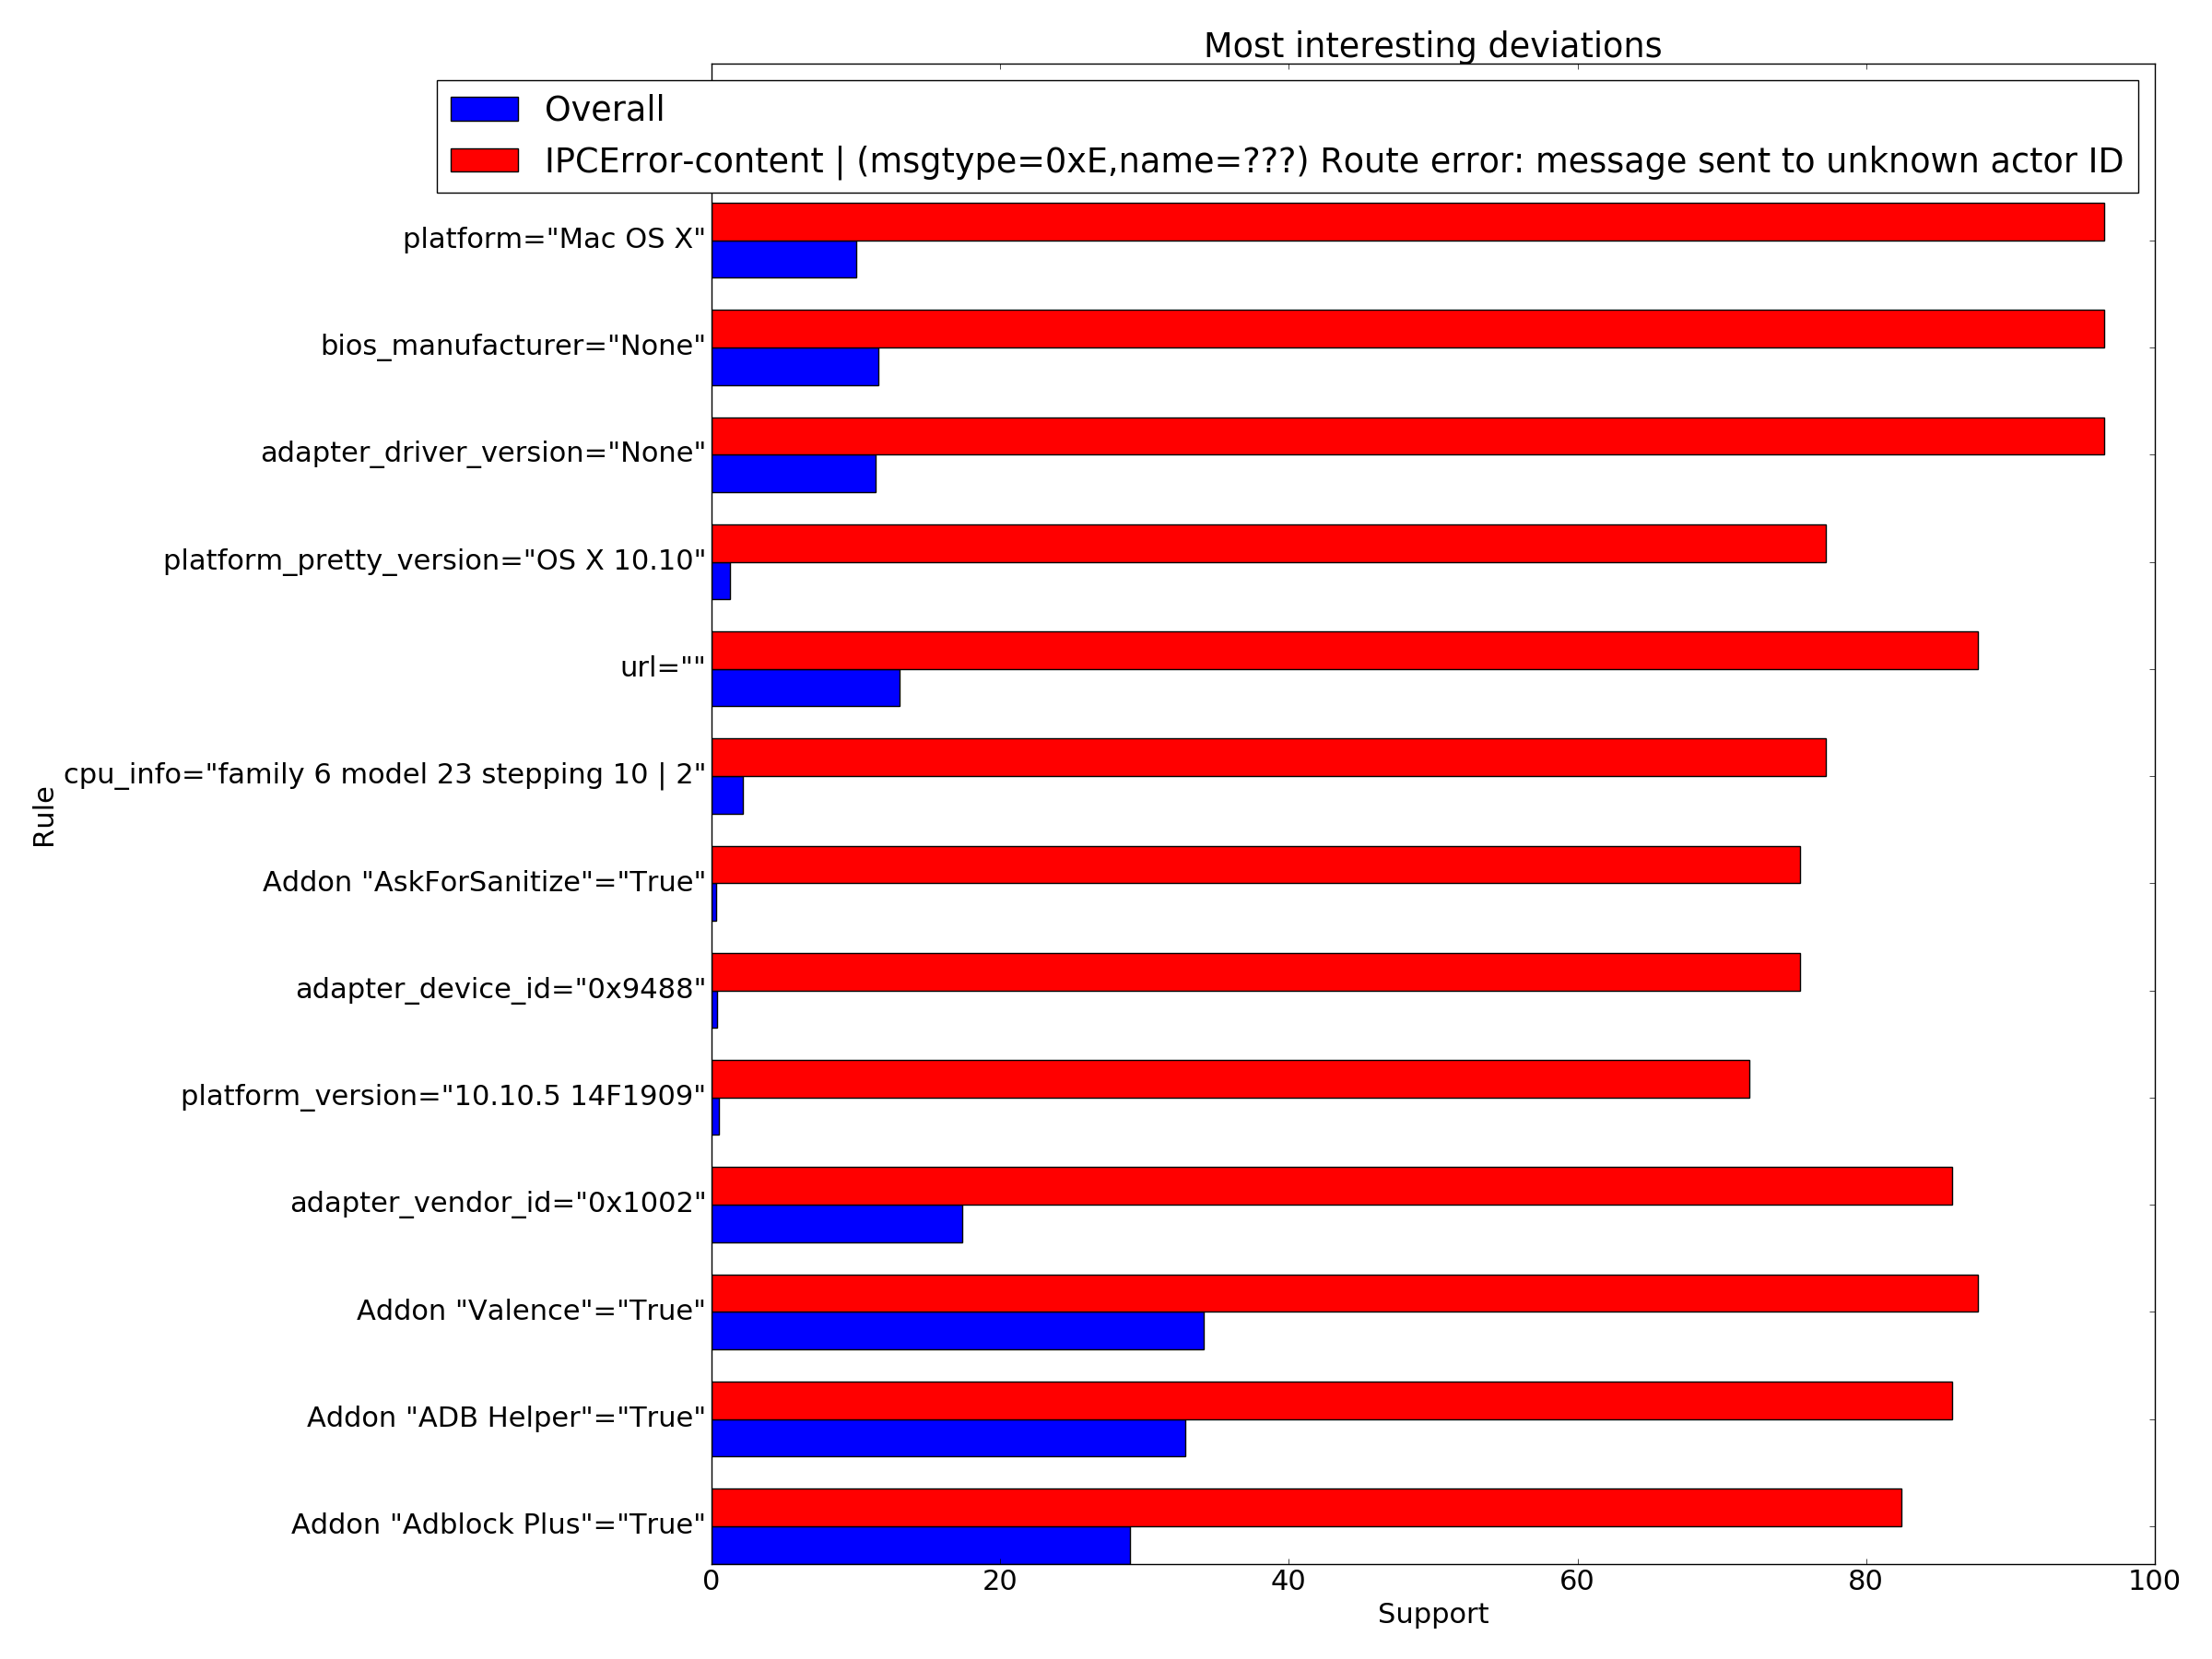 Most interesting deviations
Overall
IPCError-content | (msgtype=0xE,name=???) Route error: message sent to unknown actor ID
platform="Mac OS X"
bios_manufacturer="None"
adapter_driver_version="None"
platform_pretty_version="OS X 10.10"
url=""
cpu_info="family 6 model 23 stepping 10 | 2"
Rule
Addon "AskForSanitize"="True"
adapter_device_id="0x9488"
platform_version="10.10.5 14F1909"
adapter_vendor_id="0x1002"
Addon "Valence"="True"
Addon "ADB Helper"="True"
Addon "Adblock Plus"="True"
0 20 40 60 80 100
Support